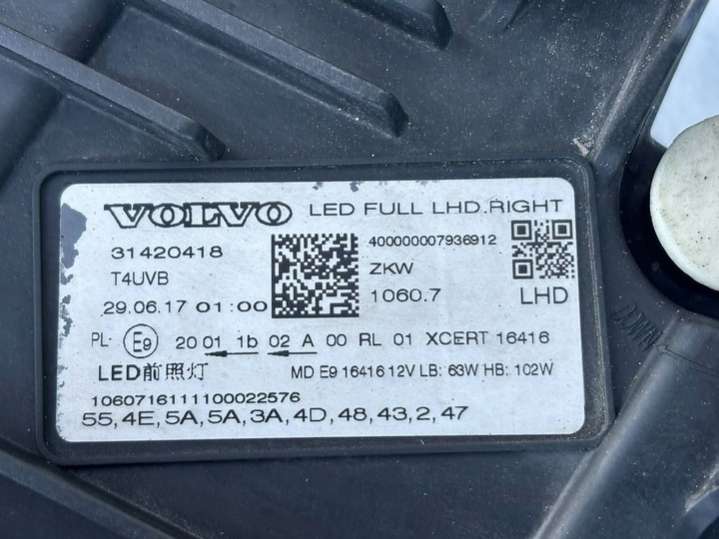 VOLVO LED FULL LHD.RIGHT
31420418 400000007936912
T4UVB ZKW
29.06.17 01:00 1060.7 LHD
PL- E9 20 01 1b 02 A 00 RL 01 XCERT 16416
LED前照灯 MD E9 16416 12V LB: 63W HB: 102W
1060716111100022576
55,4E,5A,5A,3A,4D,48,43,2,47